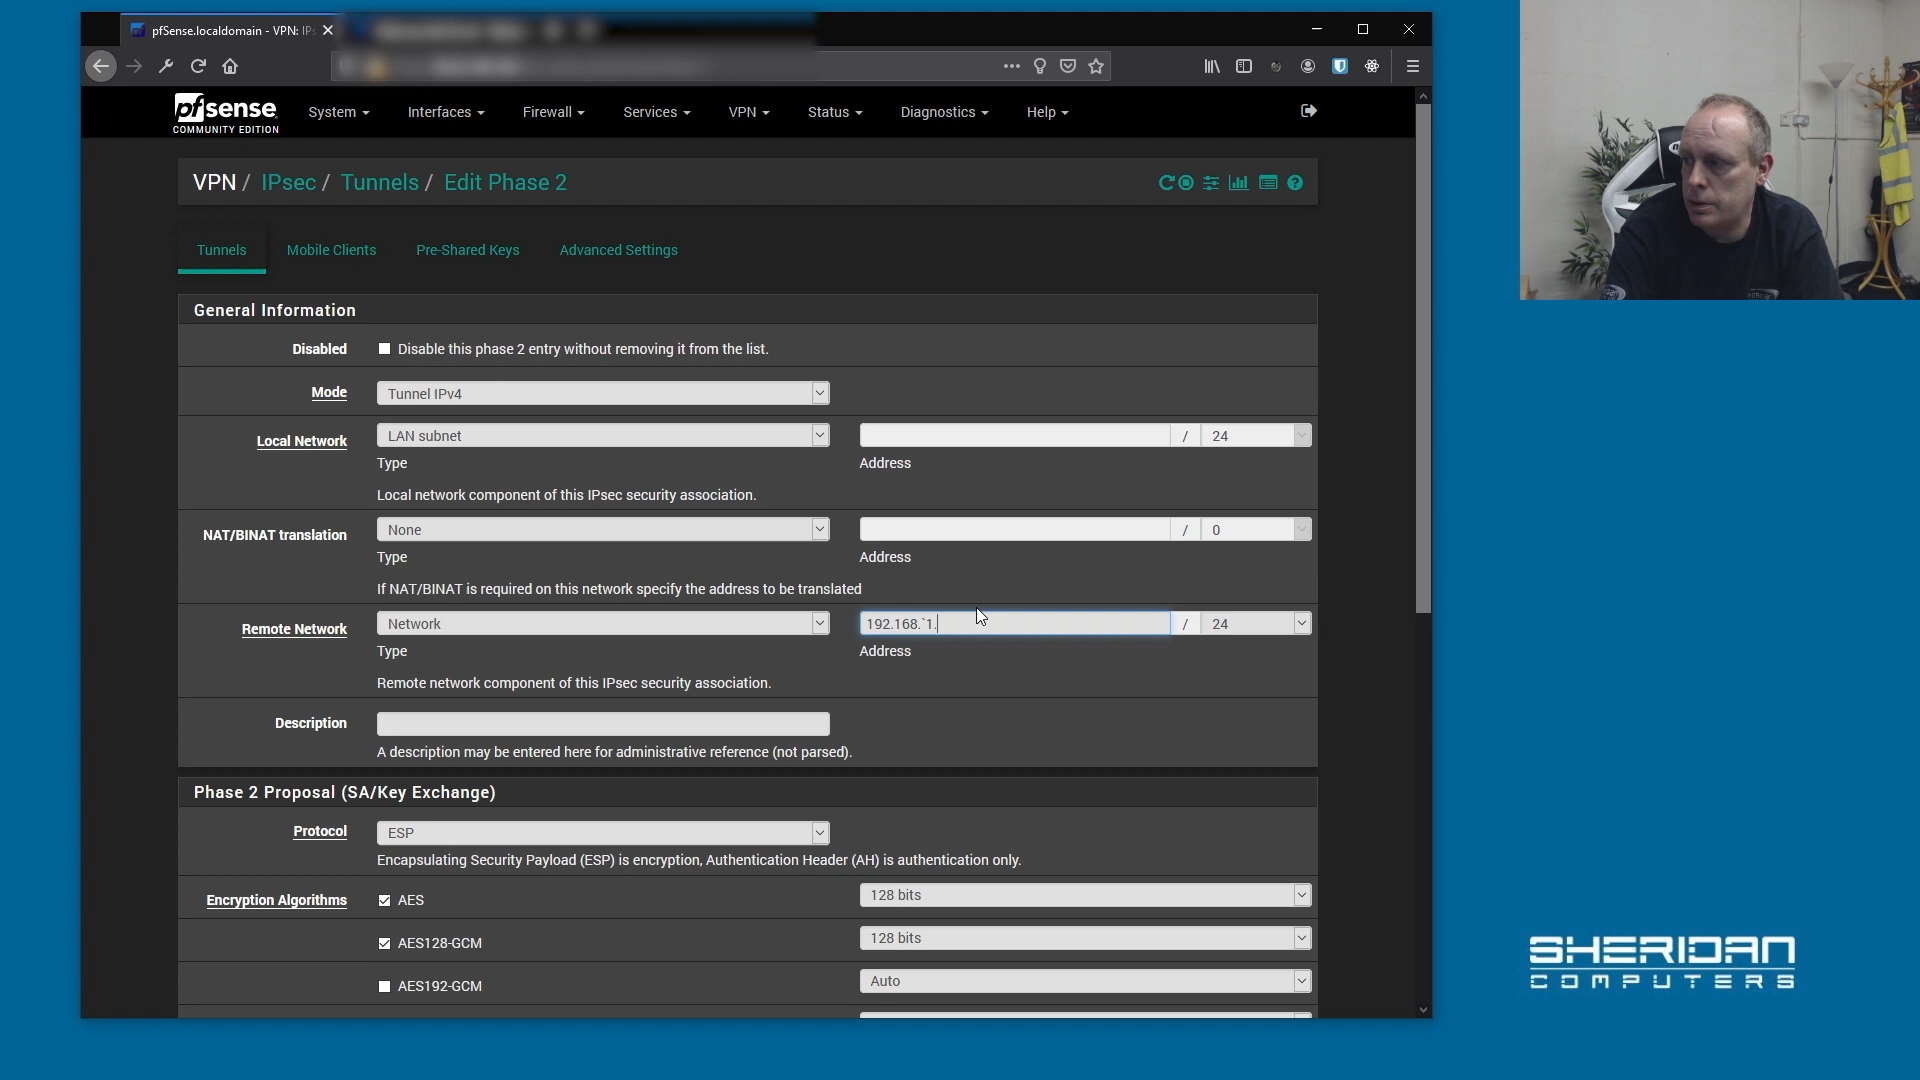 pfSense.localdomain - VPN: IPs
pfsense
COMMUNITY EDITION
System
Interfaces
Firewall
Services
VPN
Status
Diagnostics
Help
VPN / IPsec / Tunnels / Edit Phase 2
Tunnels
Mobile Clients
Pre-Shared Keys
Advanced Settings
General Information
Disabled
Disable this phase 2 entry without removing it from the list.
Mode
Tunnel IPv4
Local Network
LAN subnet
/ 24
Type
Address
Local network component of this IPsec security association.
NAT/BINAT translation
None
/ 0
Type
Address
If NAT/BINAT is required on this network specify the address to be translated
Remote Network
Network
192.168.`1.
/ 24
Type
Address
Remote network component of this IPsec security association.
Description
A description may be entered here for administrative reference (not parsed).
Phase 2 Proposal (SA/Key Exchange)
Protocol
ESP
Encapsulating Security Payload (ESP) is encryption, Authentication Header (AH) is authentication only.
Encryption Algorithms
AES
128 bits
AES128-GCM
128 bits
AES192-GCM
Auto
SHERIDAN
COMPUTERS